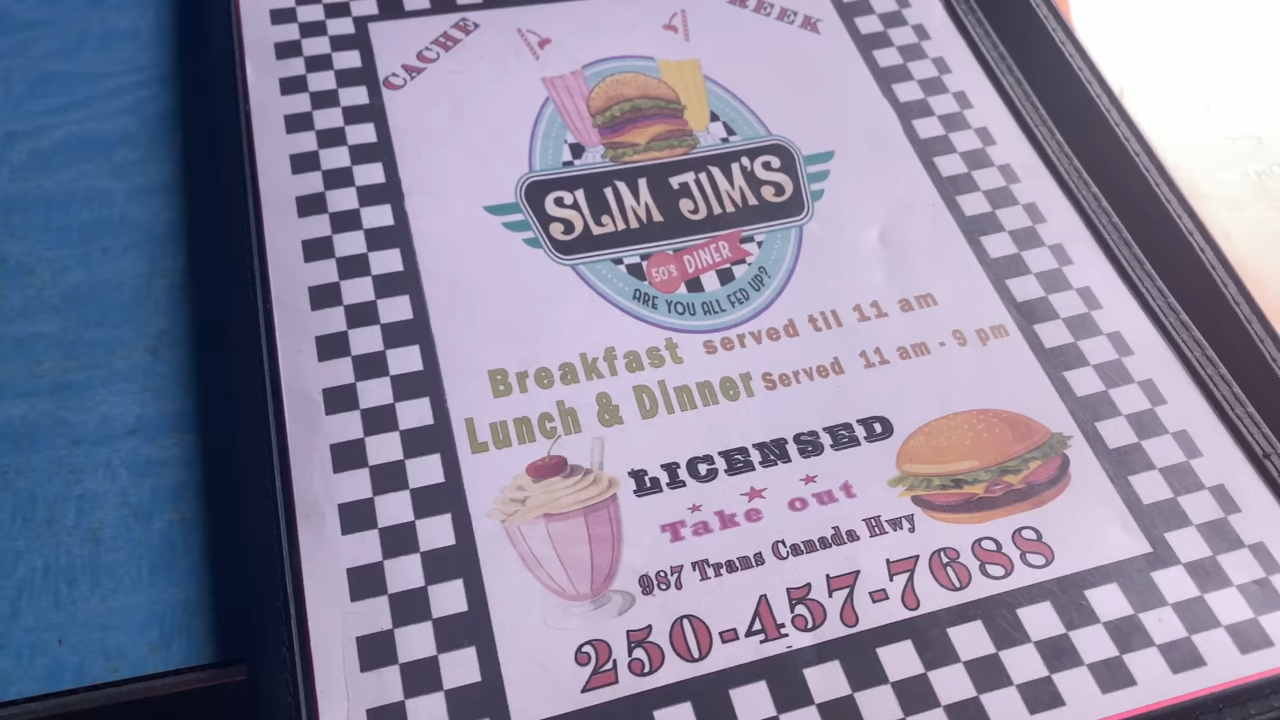 CACHE
REEK
SLIM JIM'S
50's DINER
ARE YOU ALL FED UP?
Breakfast served til 11 am
Lunch & Dinner Served 11 am - 9 pm
LICENSED
Take out
987 Trans Canada Hwy
250-457-7688